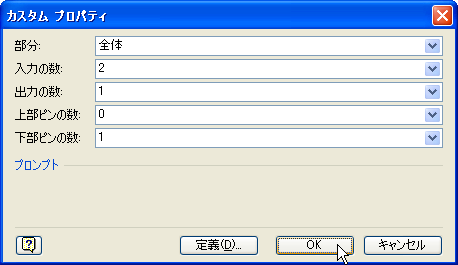 カスタム プロパティ
部分: 全体
入力の数: 2
出力の数: 1
上部ピンの数: 0
下部ピンの数: 1
プロンプト
? 定義(D)... OK キャンセル